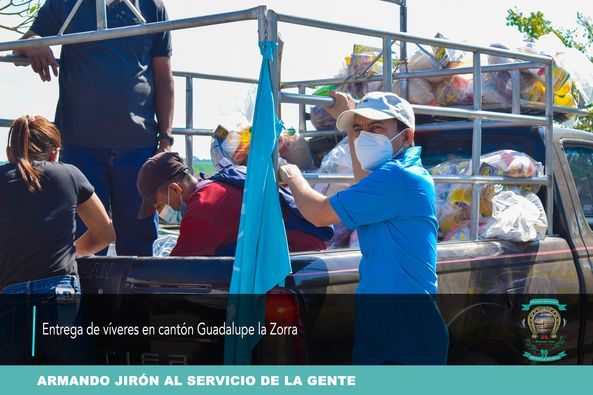 Entrega de víveres en cantón Guadalupe la Zorra
ARMANDO JIRÓN AL SERVICIO DE LA GENTE